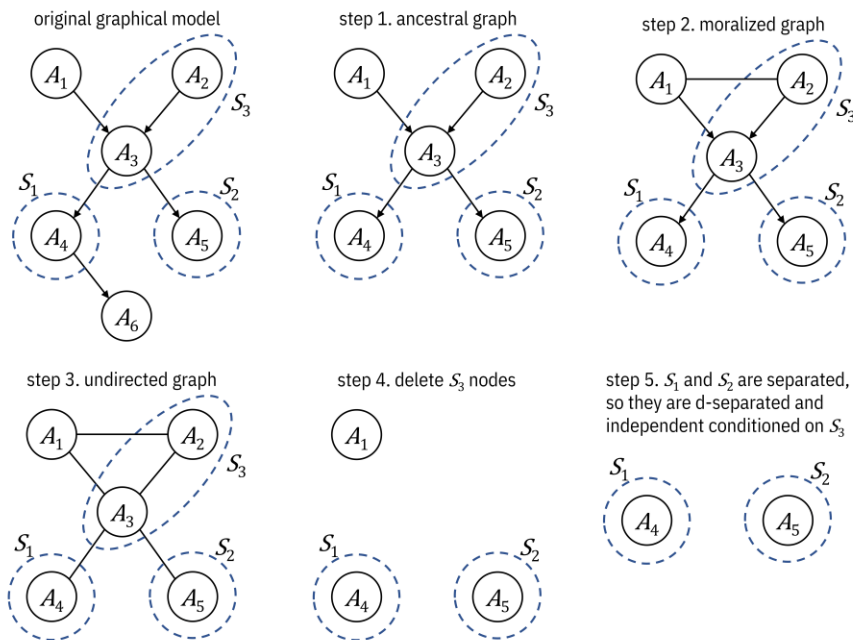 original graphical model
A1
A2
S3
A3
S1
S2
A4
A5
A6
step 1. ancestral graph
A1
A2
S3
A3
S1
S2
A4
A5
step 2. moralized graph
A1
A2
S3
A3
S1
S2
A4
A5
step 3. undirected graph
A1
A2
S3
A3
S1
S2
A4
A5
step 4. delete S3 nodes
A1
S1
S2
A4
A5
step 5. S1 and S2 are separated,
so they are d-separated and
independent conditioned on S3
S1
S2
A4
A5